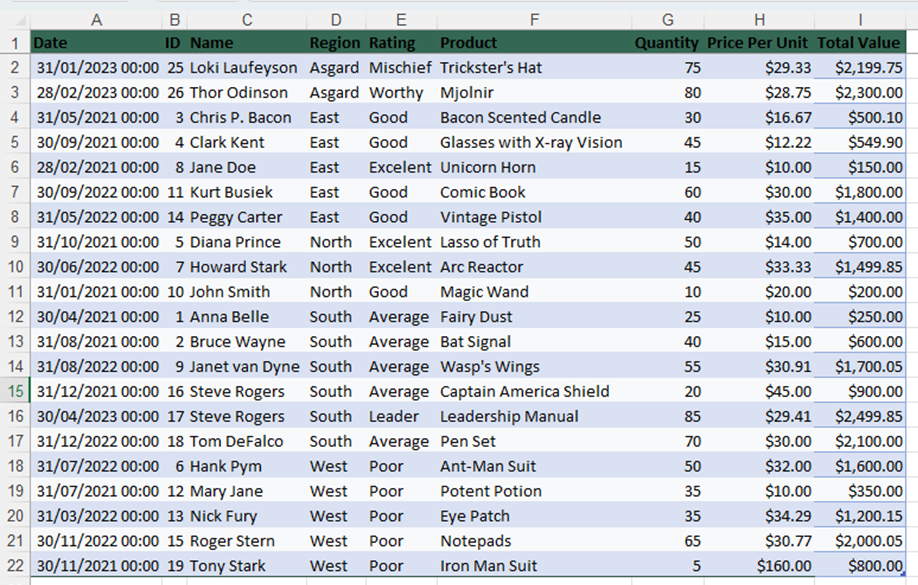 A B C D E F G H I
1 Date ID Name Region Rating Product Quantity Price Per Unit Total Value
2 31/01/2023 00:00 25 Loki Laufeyson Asgard Mischief Trickster's Hat 75 $29.33 $2,199.75
3 28/02/2023 00:00 26 Thor Odinson Asgard Worthy Mjolnir 80 $28.75 $2,300.00
4 31/05/2021 00:00 3 Chris P. Bacon East Good Bacon Scented Candle 30 $16.67 $500.10
5 30/09/2021 00:00 4 Clark Kent East Good Glasses with X-ray Vision 45 $12.22 $549.90
6 28/02/2021 00:00 8 Jane Doe East Excelent Unicorn Horn 15 $10.00 $150.00
7 30/09/2022 00:00 11 Kurt Busiek East Good Comic Book 60 $30.00 $1,800.00
8 31/05/2022 00:00 14 Peggy Carter East Good Vintage Pistol 40 $35.00 $1,400.00
9 31/10/2021 00:00 5 Diana Prince North Excelent Lasso of Truth 50 $14.00 $700.00
10 30/06/2022 00:00 7 Howard Stark North Excelent Arc Reactor 45 $33.33 $1,499.85
11 31/01/2021 00:00 10 John Smith North Good Magic Wand 10 $20.00 $200.00
12 30/04/2021 00:00 1 Anna Belle South Average Fairy Dust 25 $10.00 $250.00
13 31/08/2021 00:00 2 Bruce Wayne South Average Bat Signal 40 $15.00 $600.00
14 31/08/2022 00:00 9 Janet van Dyne South Average Wasp's Wings 55 $30.91 $1,700.05
15 31/12/2021 00:00 16 Steve Rogers South Average Captain America Shield 20 $45.00 $900.00
16 30/04/2023 00:00 17 Steve Rogers South Leader Leadership Manual 85 $29.41 $2,499.85
17 31/12/2022 00:00 18 Tom DeFalco South Average Pen Set 70 $30.00 $2,100.00
18 31/07/2022 00:00 6 Hank Pym West Poor Ant-Man Suit 50 $32.00 $1,600.00
19 31/07/2021 00:00 12 Mary Jane West Poor Potent Potion 35 $10.00 $350.00
20 31/03/2022 00:00 13 Nick Fury West Poor Eye Patch 35 $34.29 $1,200.15
21 30/11/2022 00:00 15 Roger Stern West Poor Notepads 65 $30.77 $2,000.05
22 30/11/2021 00:00 19 Tony Stark West Poor Iron Man Suit 5 $160.00 $800.00